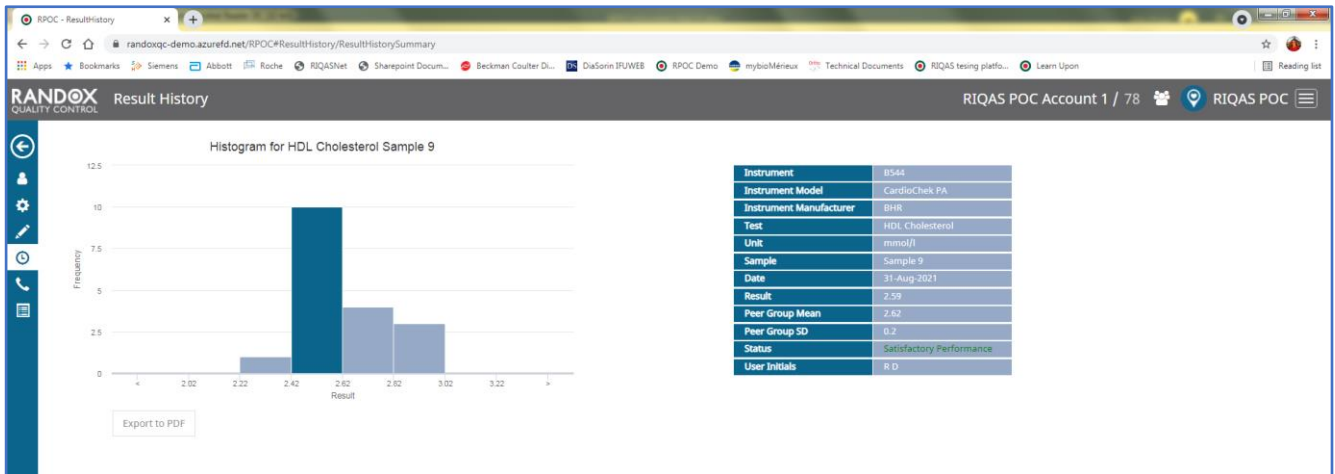 RPOC - ResultHistory
randoxqc-demo.azurefd.net/RPOC#ResultHistory/ResultHistorySummary
Apps Bookmarks Siemens Abbott Roche RIQASNet Sharepoint Docum... Beckman Coulter Di... DiaSorin IFUWEB RPOC Demo mybioMérieux Technical Documents RIQAS tesing platfo... Learn Upon Reading list
RANDOX
QUALITY CONTROL
Result History
RIQAS POC Account 1 / 78
RIQAS POC
Histogram for HDL Cholesterol Sample 9
12.5
10
7.5
5
2.5
0
Frequency
< 2.02 2.22 2.42 2.62 2.82 3.02 3.22 >
Result
Export to PDF
Instrument B544
Instrument Model CardioChek PA
Instrument Manufacturer BHR
Test HDL Cholesterol
Unit mmol/l
Sample Sample 9
Date 31-Aug-2021
Result 2.59
Peer Group Mean 2.62
Peer Group SD 0.2
Status Satisfactory Performance
User Initials R D